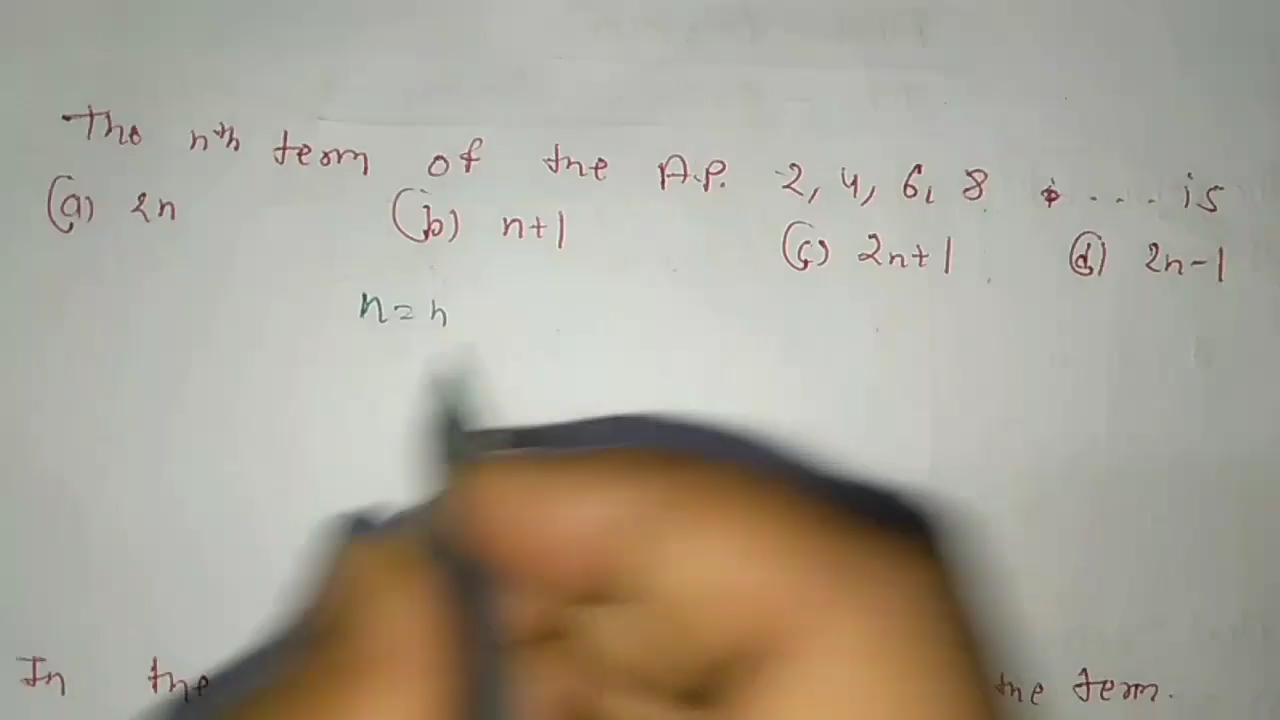 The nth term of the A.P. 2, 4, 6, 8 .... is
(a) 2n (b) n+1 (c) 2n+1 (d) 2n-1
n=n
In the the term.